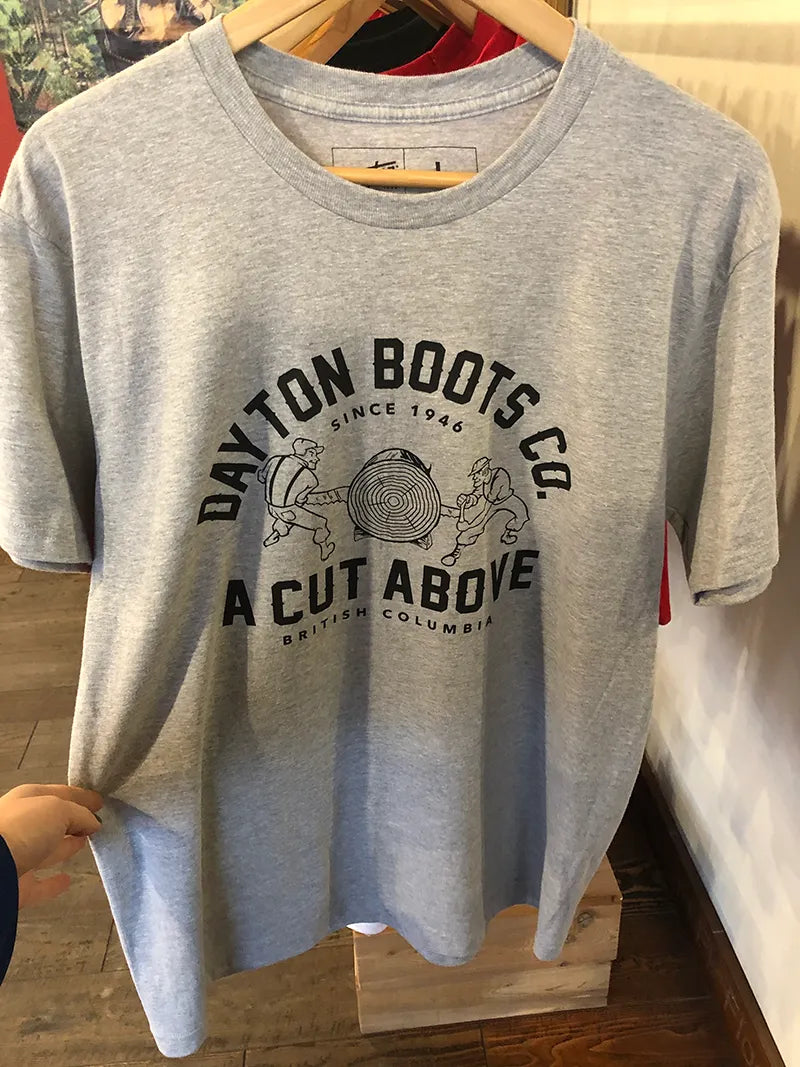 DAYTON BOOTS CO.
SINCE 1946
A CUT ABOVE
BRITISH COLUMBIA